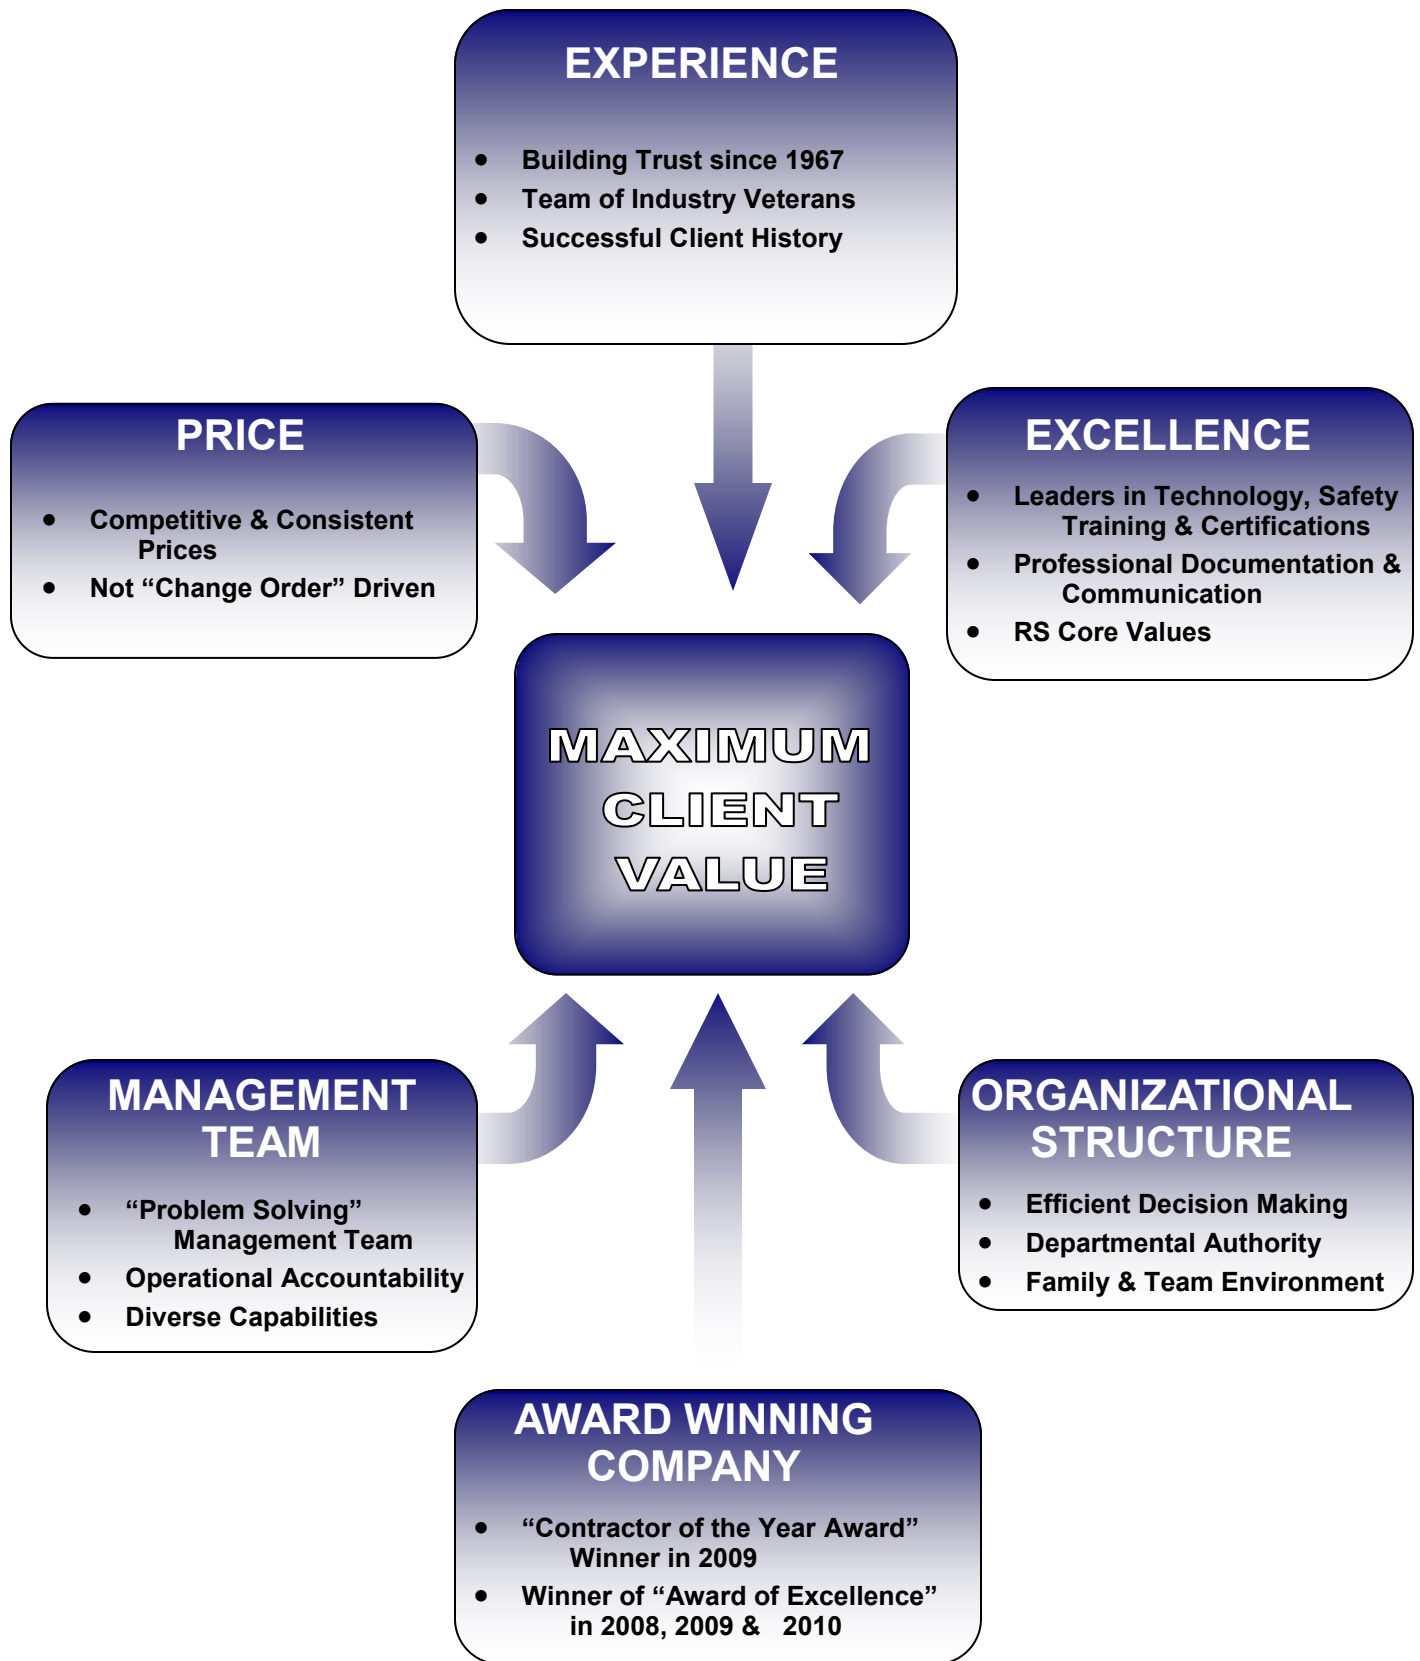 EXPERIENCE
• Building Trust since 1967
• Team of Industry Veterans
• Successful Client History
PRICE
• Competitive & Consistent
Prices
• Not “Change Order” Driven
EXCELLENCE
• Leaders in Technology, Safety
Training & Certifications
• Professional Documentation &
Communication
• RS Core Values
MAXIMUM
CLIENT
VALUE
MANAGEMENT
TEAM
• “Problem Solving”
Management Team
• Operational Accountability
• Diverse Capabilities
ORGANIZATIONAL
STRUCTURE
• Efficient Decision Making
• Departmental Authority
• Family & Team Environment
AWARD WINNING
COMPANY
• “Contractor of the Year Award”
Winner in 2009
• Winner of “Award of Excellence”
in 2008, 2009 & 2010